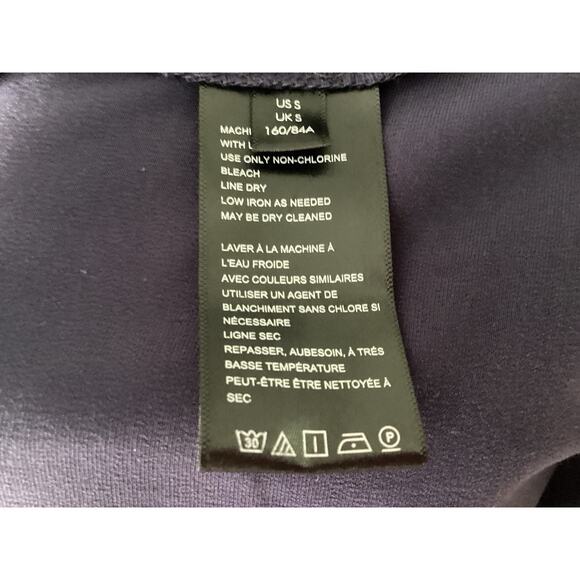 US S
UK S
160/84A
MACHI
WITH
USE ONLY NON-CHLORINE
BLEACH
LINE DRY
LOW IRON AS NEEDED
MAY BE DRY CLEANED
LAVER À LA MACHINE À
L'EAU FROIDE
AVEC COULEURS SIMILAIRES
UTILISER UN AGENT DE
BLANCHIMENT SANS CHLORE SI
NÉCESSAIRE
LIGNE SEC
REPASSER, AUBESOIN, À TRÉS
BASSE TEMPÉRATURE
PEUT-ÊTRE ÊTRE NETTOYÉE À
SEC
30
P